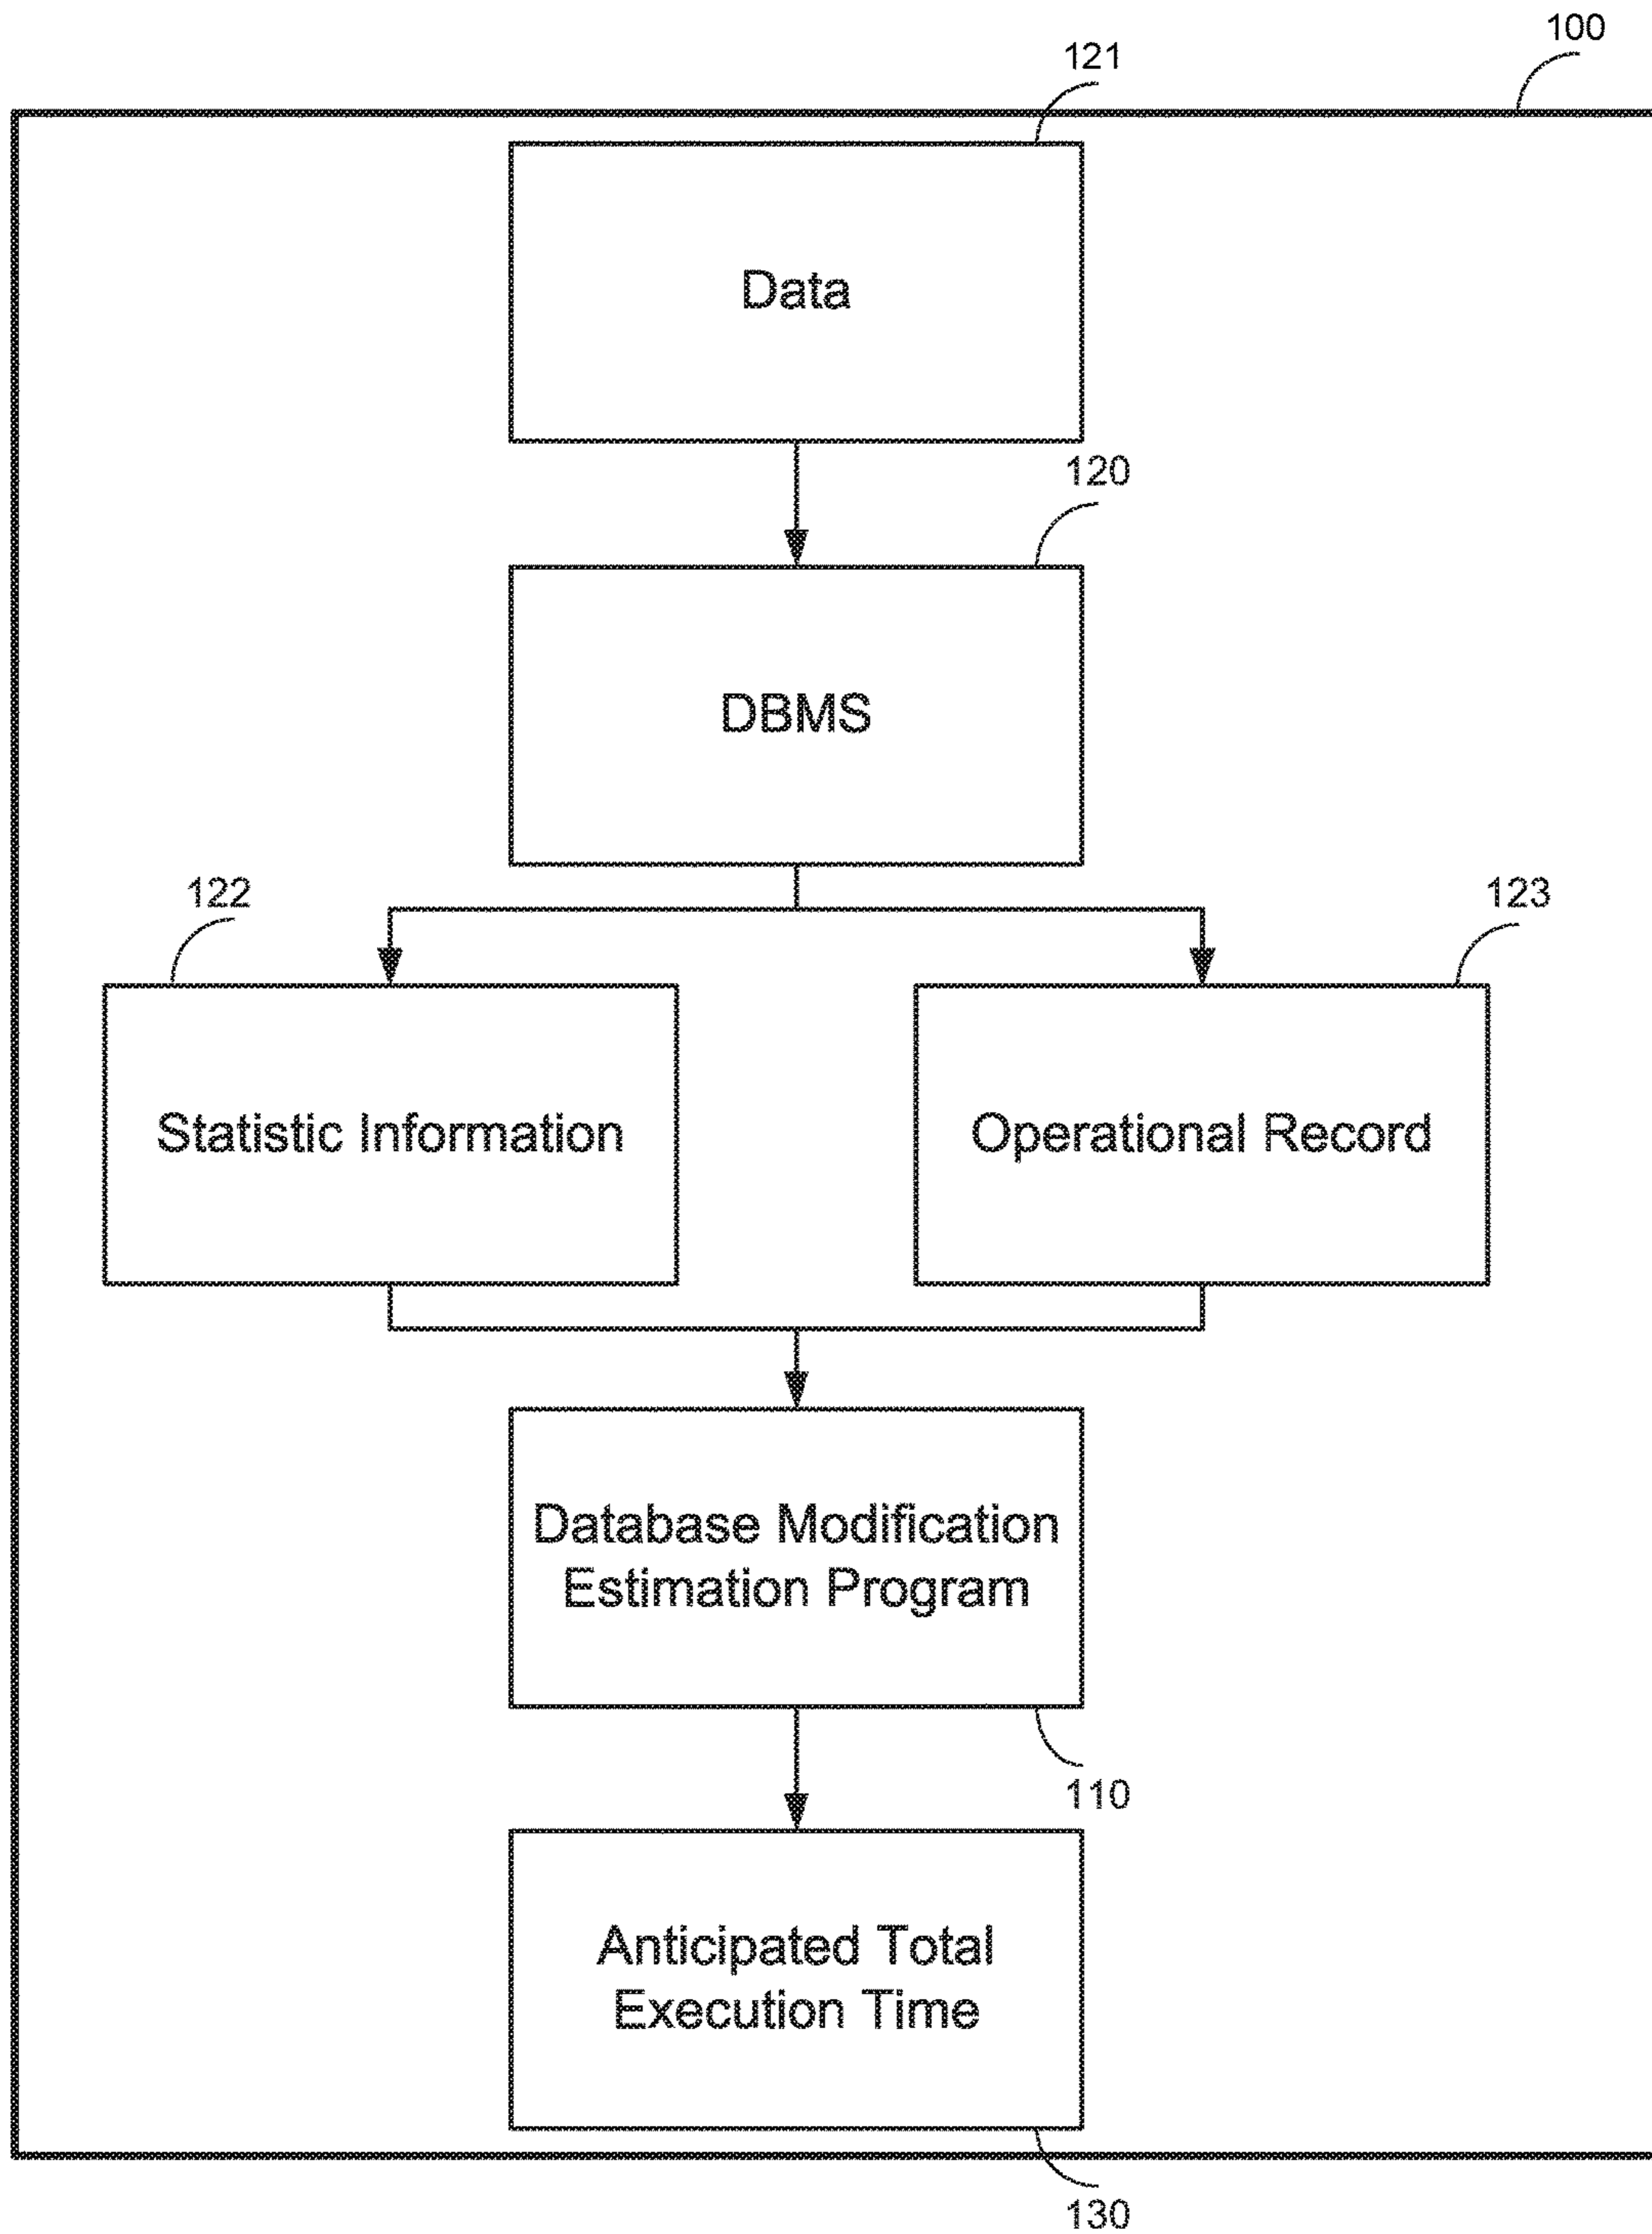 100
121
Data
120
DBMS
122
123
Statistic Information
Operational Record
Database Modification
Estimation Program
110
Anticipated Total
Execution Time
130